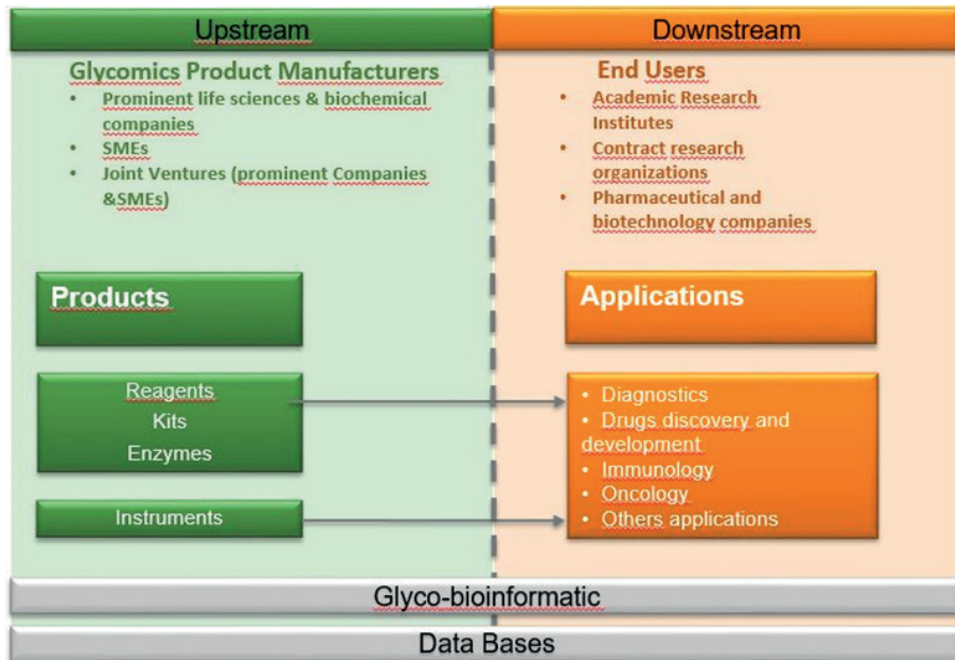 Upstream
Glycomics Product Manufacturers
• Prominent life sciences & biochemical
companies
• SMEs
• Joint Ventures (prominent Companies
&SMEs)
Products
Reagents
Kits
Enzymes
Instruments
Downstream
End Users
• Academic Research
Institutes
• Contract research
organizations
• Pharmaceutical and
biotechnology companies
Applications
• Diagnostics
• Drugs discovery and
development
• Immunology
• Oncology
• Others applications
Glyco-bioinformatic
Data Bases